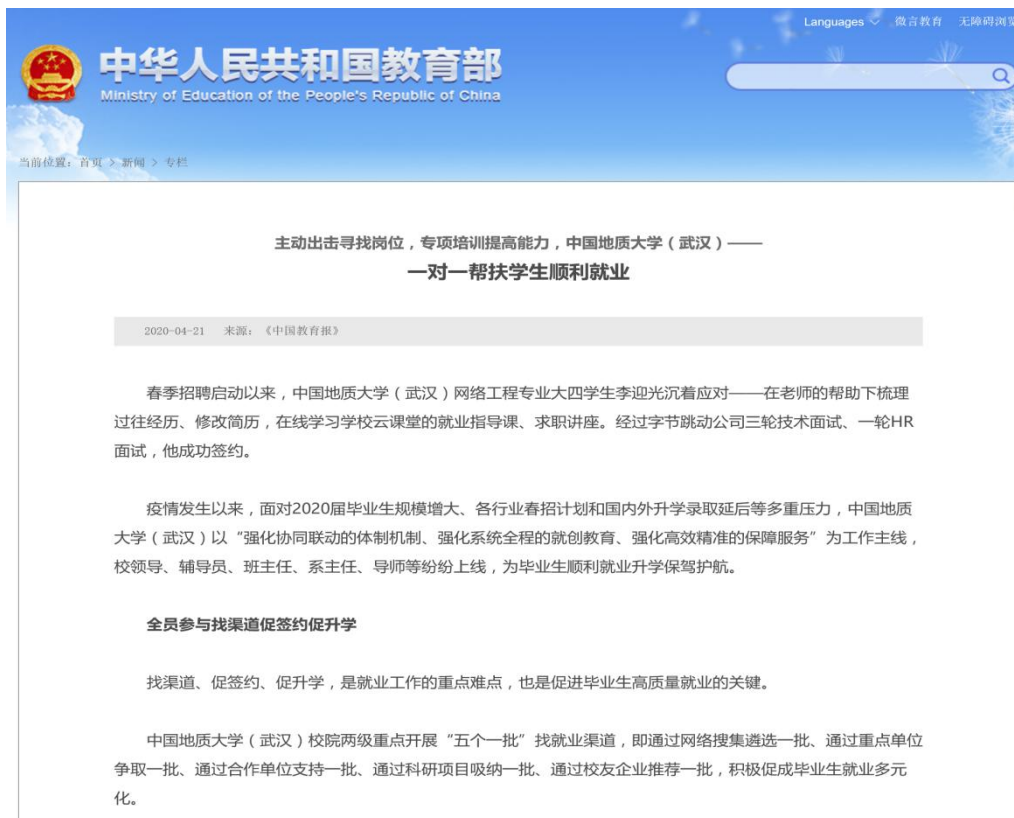 Languages 微言教育 无障碍浏览
中华人民共和国教育部
Ministry of Education of the People's Republic of China
当前位置：首页 > 新闻 > 专栏
主动出击寻找岗位，专项培训提高能力，中国地质大学（武汉）——
一对一帮扶学生顺利就业
2020-04-21 来源：《中国教育报》
春季招聘启动以来，中国地质大学（武汉）网络工程专业大四学生李迎光沉着应对——在老师的帮助下梳理
过往经历、修改简历，在线学习学校云课堂的就业指导课、求职讲座。经过字节跳动公司三轮技术面试、一轮HR
面试，他成功签约。
疫情发生以来，面对2020届毕业生规模增大、各行业春招计划和国内外升学录取延后等多重压力，中国地质
大学（武汉）以“强化协同联动的体制机制、强化系统全程的就创教育、强化高效精准的保障服务”为工作主线，
校领导、辅导员、班主任、系主任、导师等纷纷上线，为毕业生顺利就业升学保驾护航。
全员参与找渠道促签约促升学
找渠道、促签约、促升学，是就业工作的重点难点，也是促进毕业生高质量就业的关键。
中国地质大学（武汉）校院两级重点开展“五个一批”找就业渠道，即通过网络搜集遴选一批、通过重点单位
争取一批、通过合作单位支持一批、通过科研项目吸纳一批、通过校友企业推荐一批，积极促成毕业生就业多元
化。